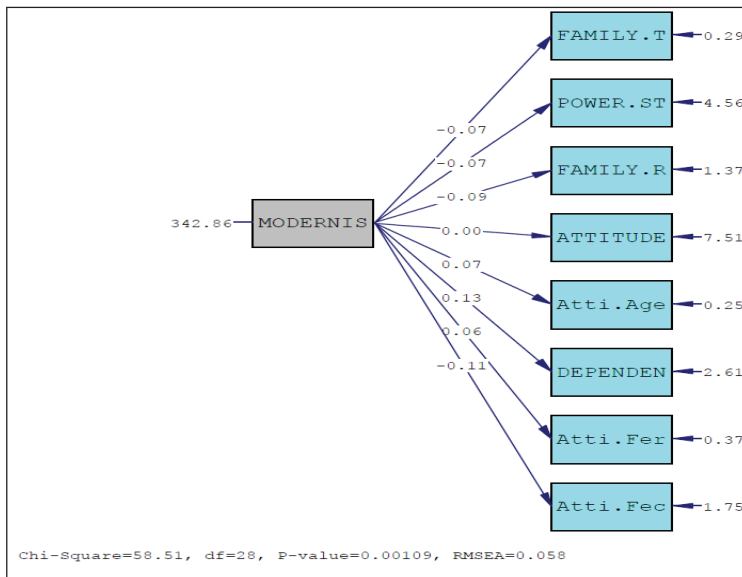 FAMILY.T 0.29
-0.07
POWER.ST 4.56
-0.07
FAMILY.R 1.37
-0.09
342.86 MODERNIS
0.00
ATTITUDE 7.51
0.07
Atti.Age 0.25
0.13
0.06
DEPENDEN 2.61
-0.11
Atti.Fer 0.37
Atti.Fec 1.75
Chi-Square=58.51, df=28, P-value=0.00109, RMSEA=0.058